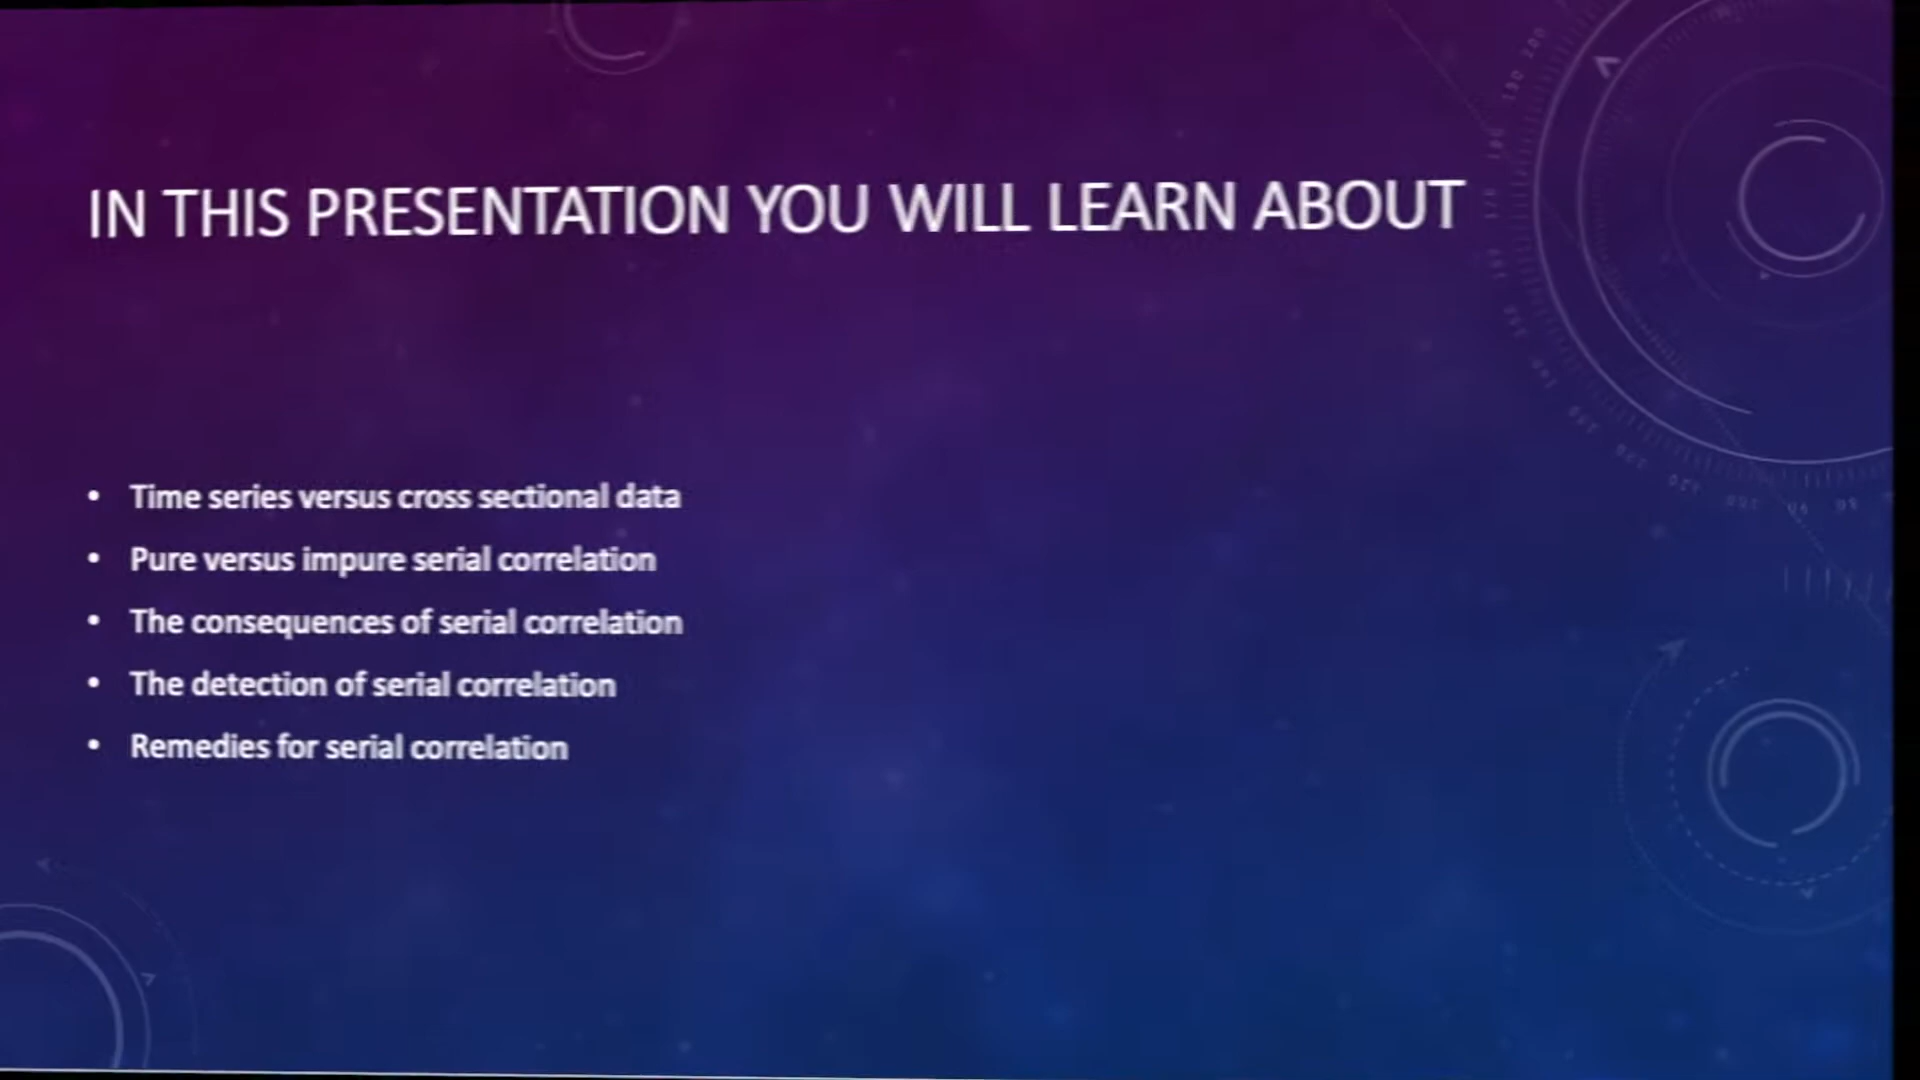 IN THIS PRESENTATION YOU WILL LEARN ABOUT
• Time series versus cross sectional data
• Pure versus impure serial correlation
• The consequences of serial correlation
• The detection of serial correlation
• Remedies for serial correlation